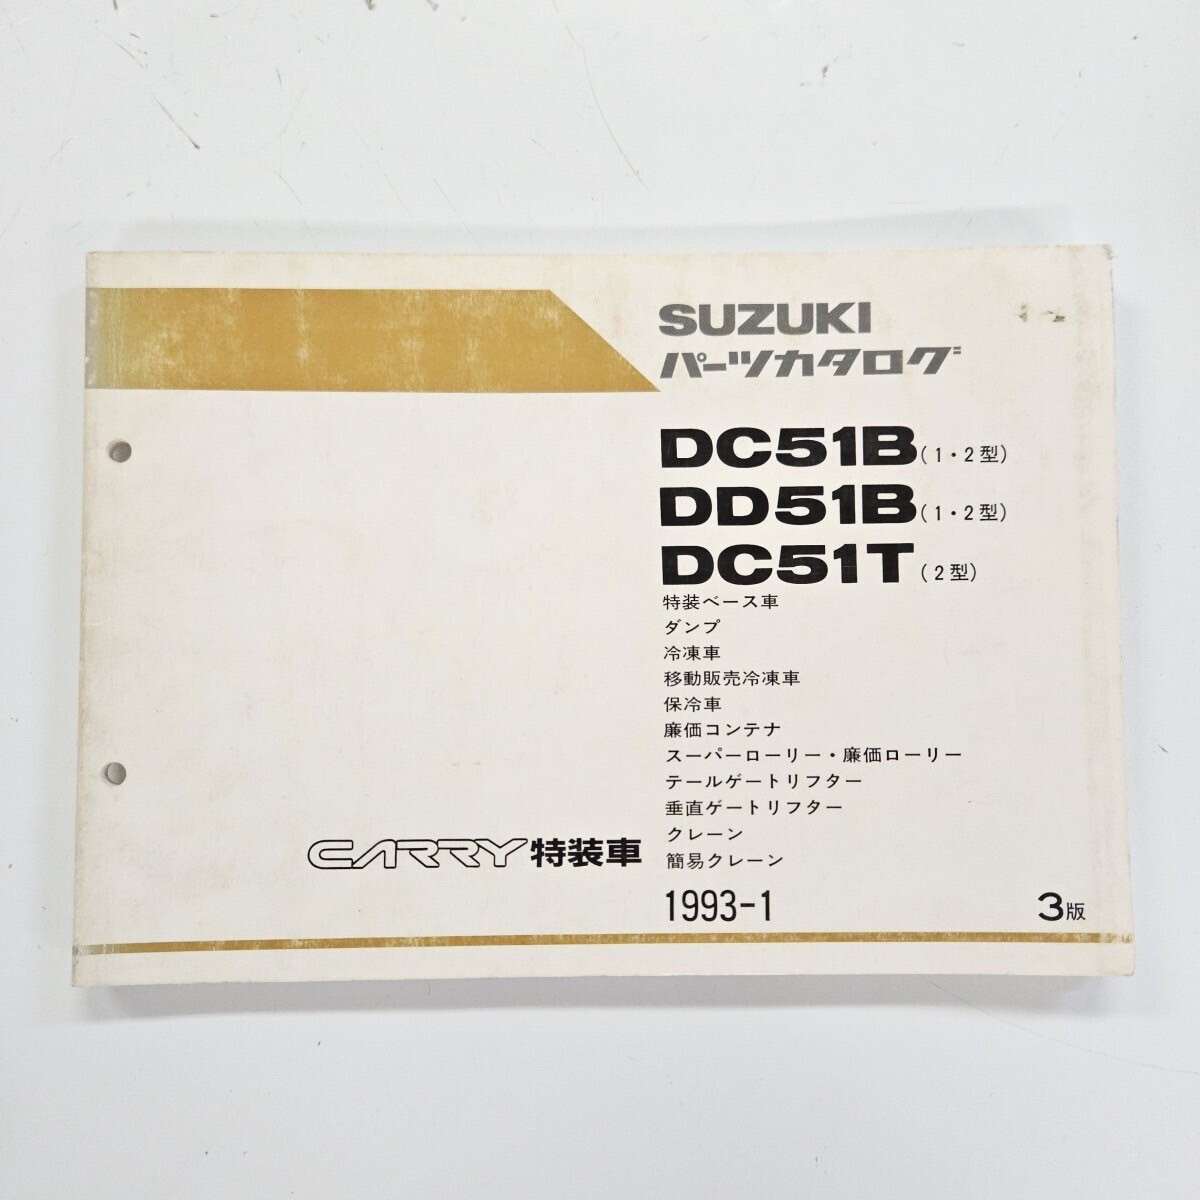 SUZUKI
パーツカタログ
DC51B(1・2型)
DD51B(1・2型)
DC51T(2型)
特装ベース車
ダンプ
冷凍車
移動販売冷凍車
保冷車
廉価コンテナ
スーパーローリー・廉価ローリー
テールゲートリフター
垂直ゲートリフター
クレーン
簡易クレーン
CARRY特装車
1993-1 3版